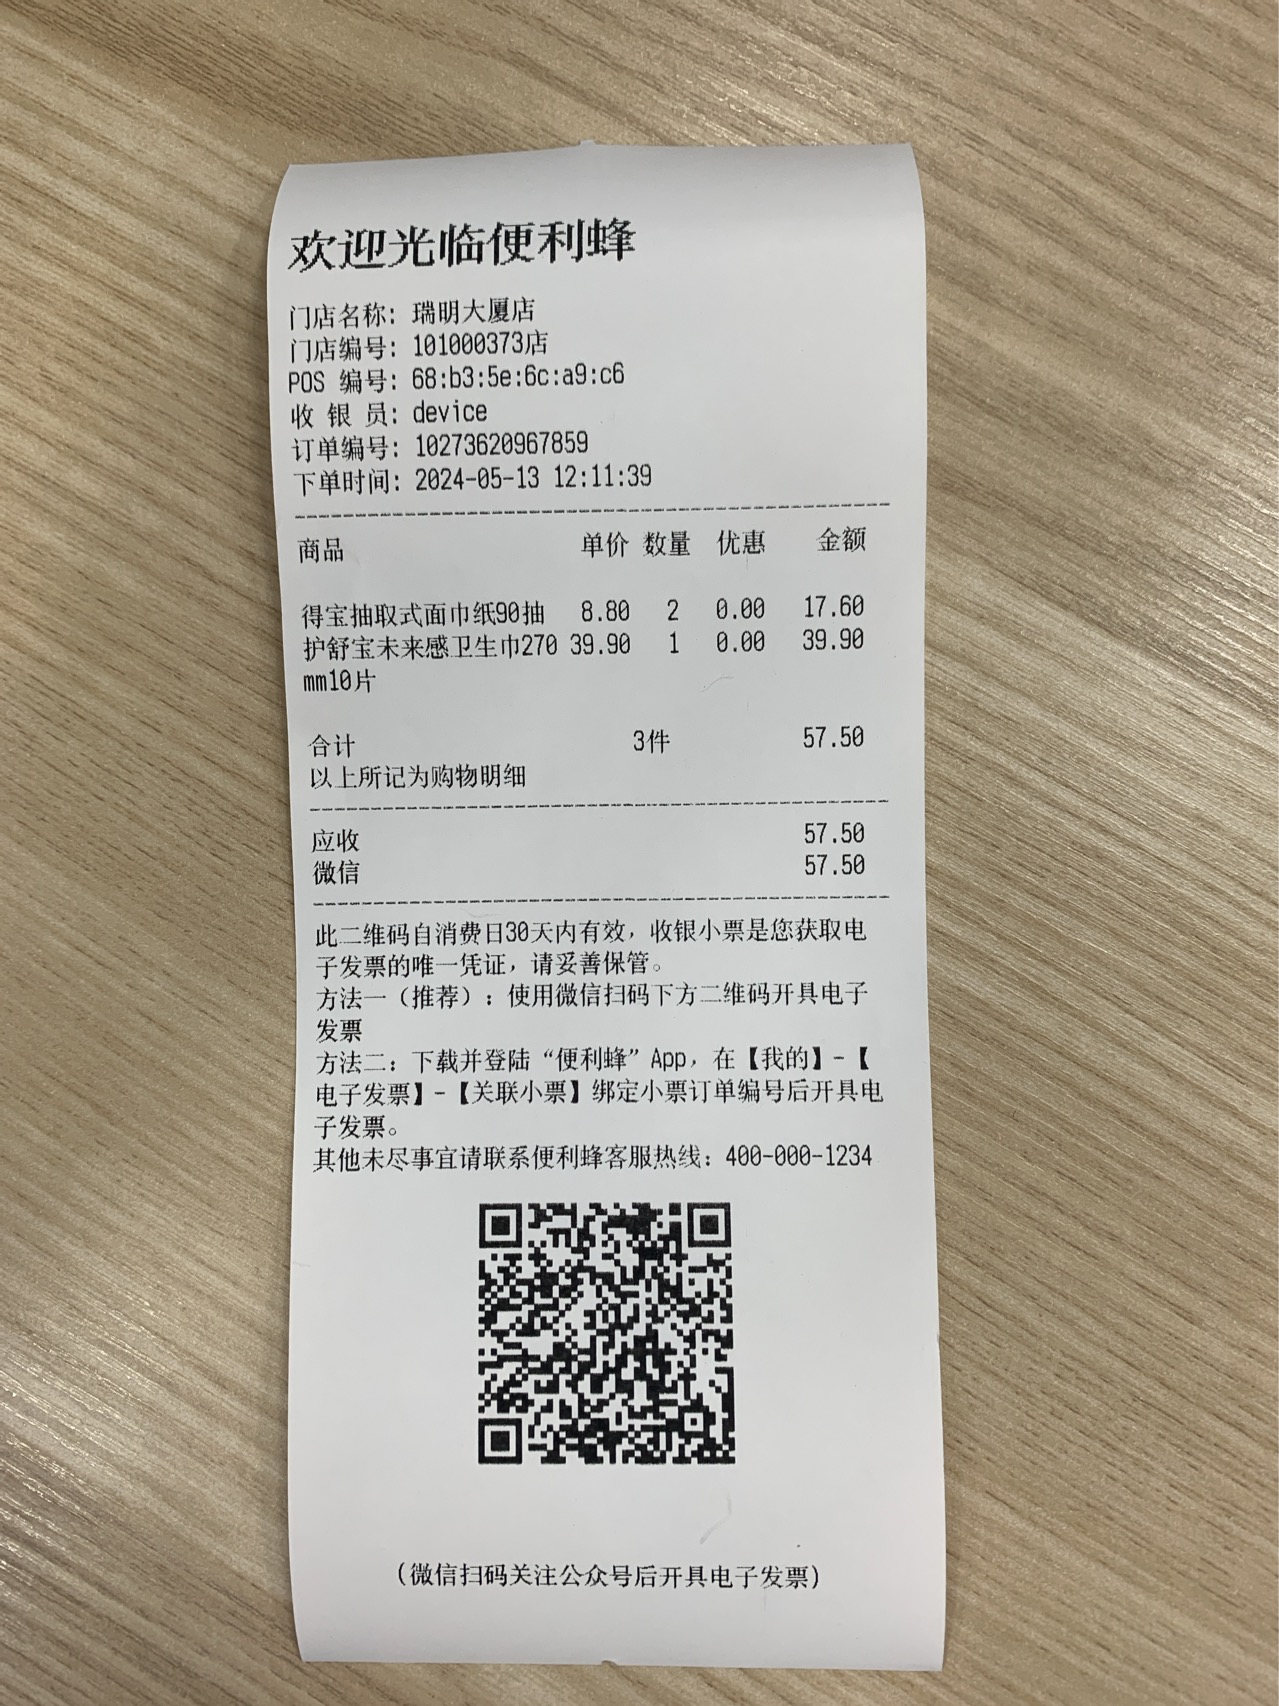 欢迎光临便利蜂
门店名称: 瑞明大厦店
门店编号: 101000373店
POS 编号: 68:b3:5e:6c:a9:c6
收 银 员: device
订单编号: 10273620967859
下单时间: 2024-05-13 12:11:39
商品 单价 数量 优惠 金额
得宝抽取式面巾纸90抽 8.80 2 0.00 17.60
护舒宝未来感卫生巾270 39.90 1 0.00 39.90
mm10片
合计 3件 57.50
以上所记为购物明细
应收 57.50
微信 57.50
此二维码自消费日30天内有效，收银小票是您获取电
子发票的唯一凭证，请妥善保管。
方法一（推荐）：使用微信扫码下方二维码开具电子
发票
方法二：下载并登陆“便利蜂”App，在【我的】-【
电子发票】-【关联小票】绑定小票订单编号后开具电
子发票。
其他未尽事宜请联系便利蜂客服热线：400-000-1234
(微信扫码关注公众号后开具电子发票)